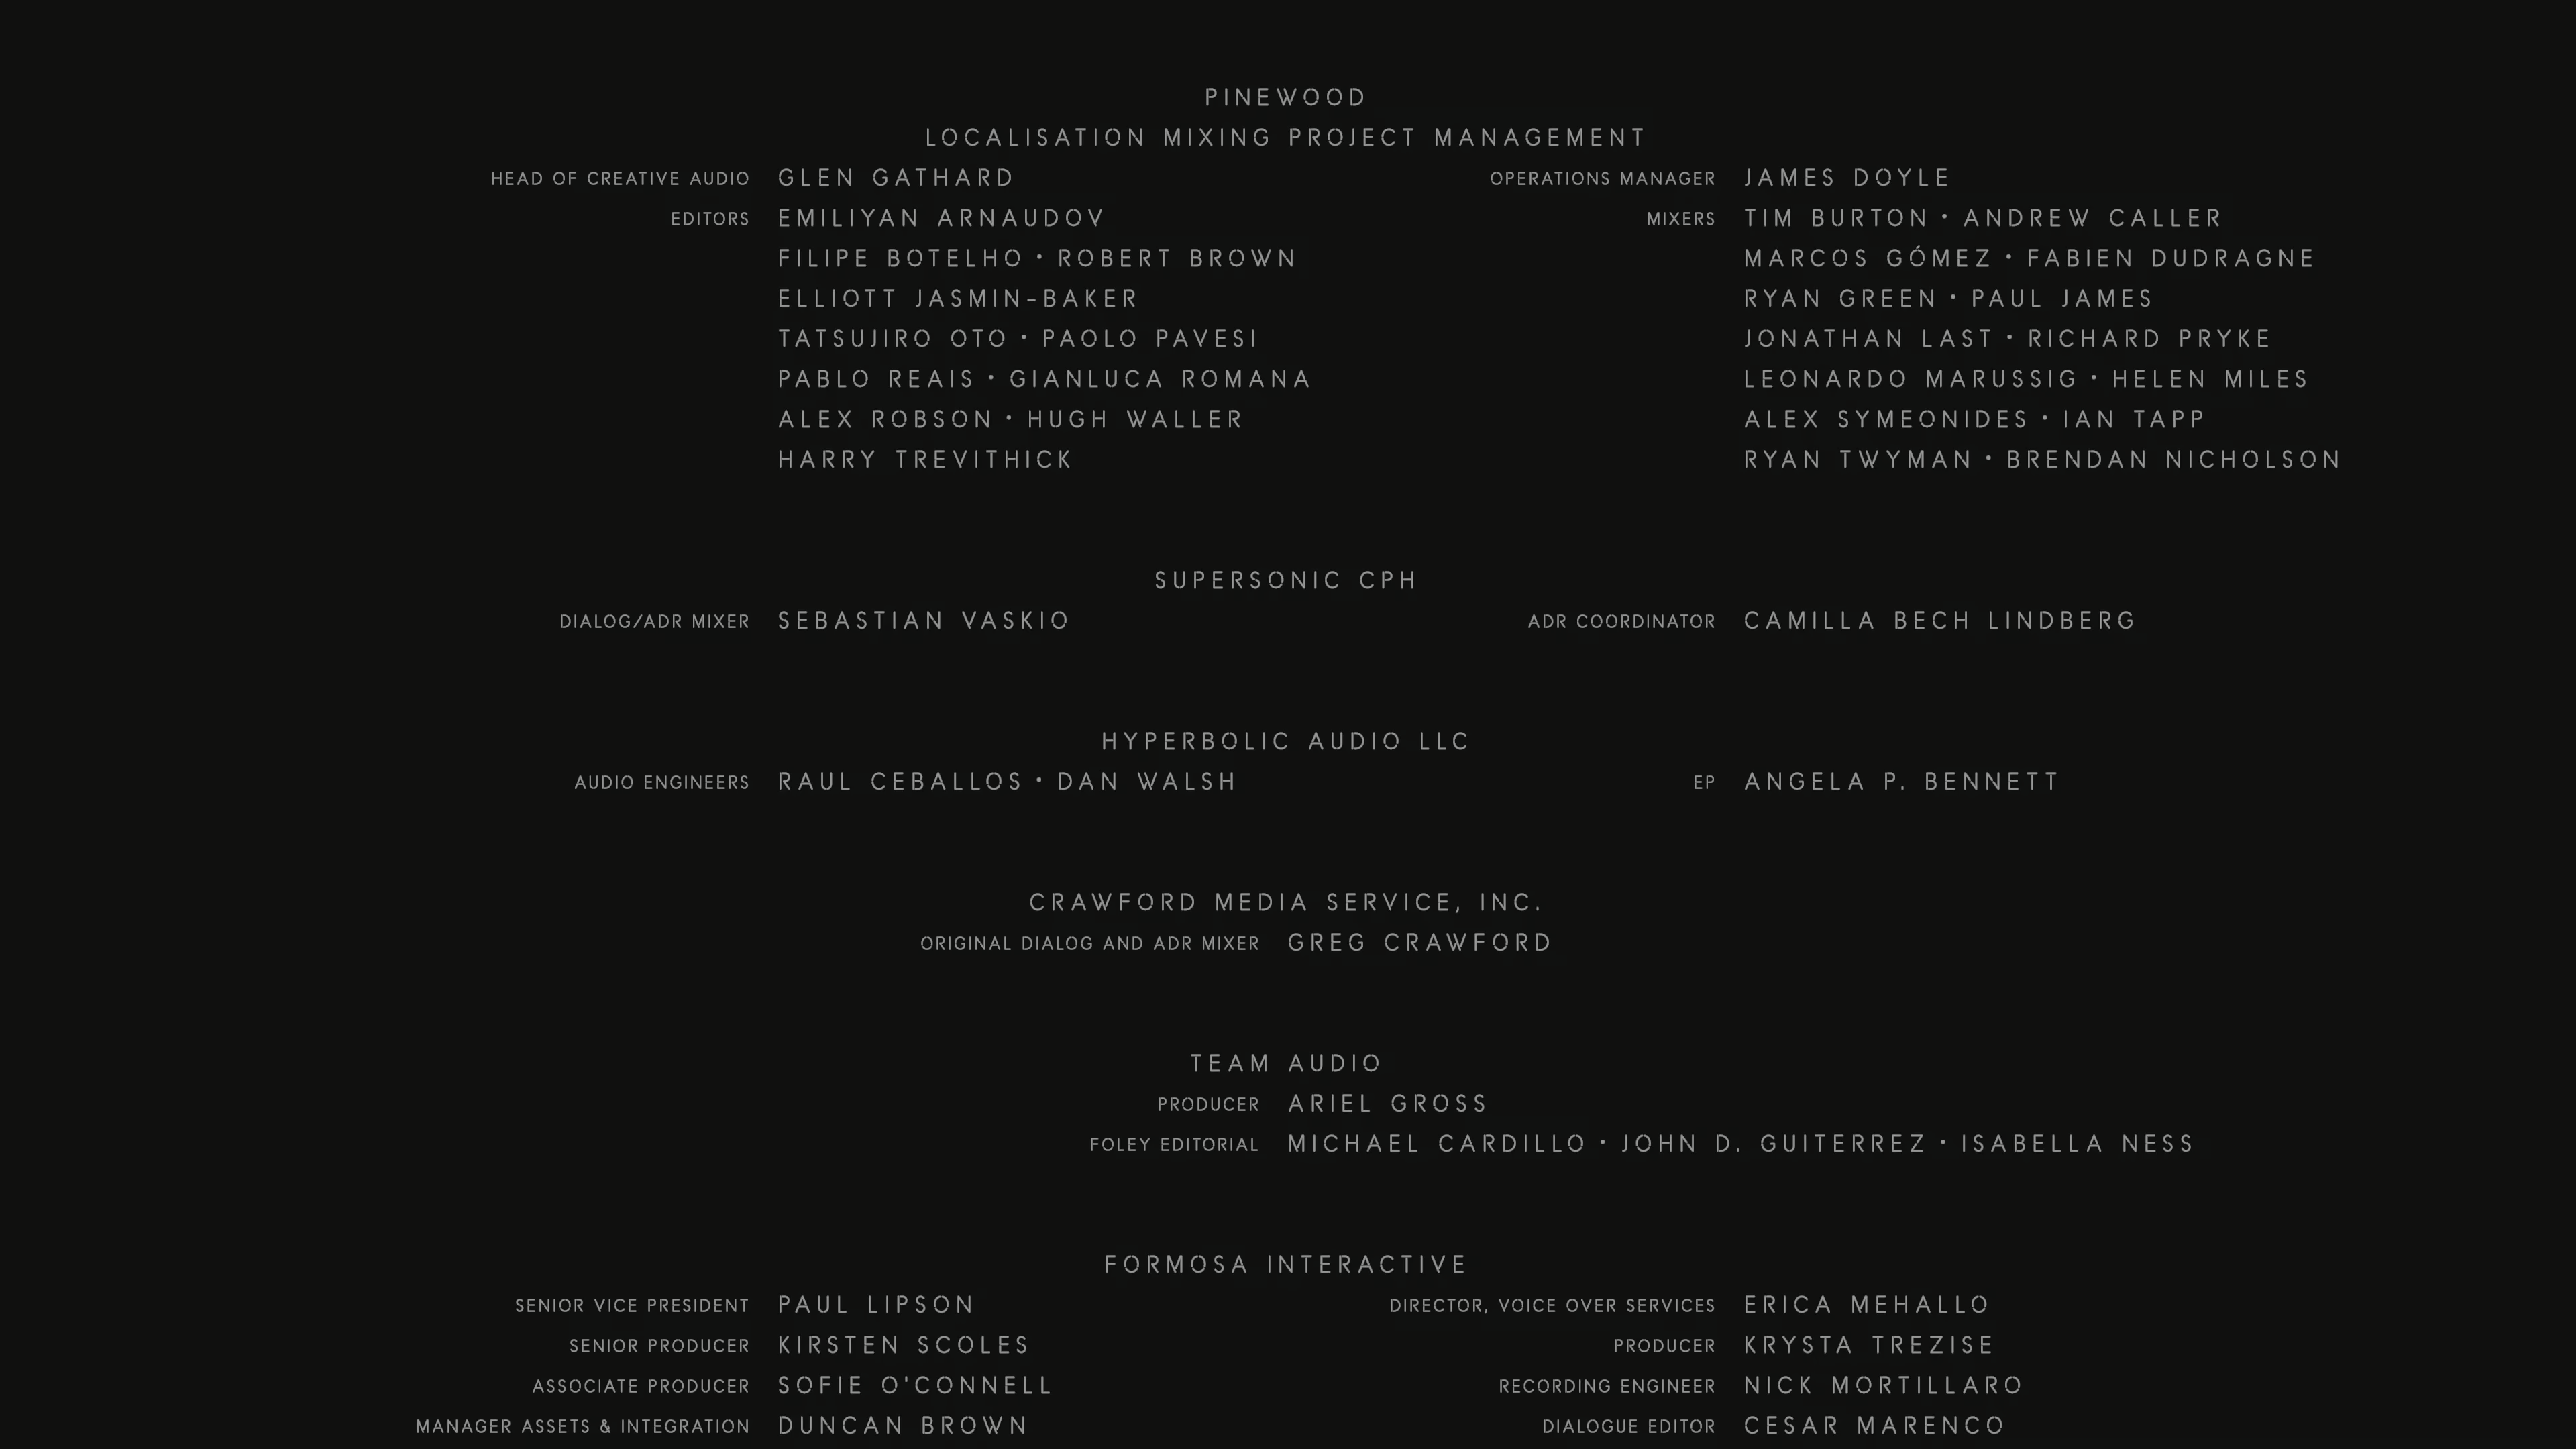 PINEWOOD
LOCALISATION MIXING PROJECT MANAGEMENT
HEAD OF CREATIVE AUDIO GLEN GATHARD OPERATIONS MANAGER JAMES DOYLE
EDITORS EMILIYAN ARNAUDOV MIXERS TIM BURTON • ANDREW CALLER
FILIPE BOTELHO • ROBERT BROWN MARCOS GÓMEZ • FABIEN DUDRAGNE
ELLIOTT JASMIN-BAKER RYAN GREEN • PAUL JAMES
TATSUJIRO OTO • PAOLO PAVESI JONATHAN LAST • RICHARD PRYKE
PABLO REAIS • GIANLUCA ROMANA LEONARDO MARUSSIG • HELEN MILES
ALEX ROBSON • HUGH WALLER ALEX SYMEONIDES • IAN TAPP
HARRY TREVITHICK RYAN TWYMAN • BRENDAN NICHOLSON
SUPERSONIC CPH
DIALOG/ADR MIXER SEBASTIAN VASKIO ADR COORDINATOR CAMILLA BECH LINDBERG
HYPERBOLIC AUDIO LLC
AUDIO ENGINEERS RAUL CEBALLOS • DAN WALSH EP ANGELA P. BENNETT
CRAWFORD MEDIA SERVICE, INC.
ORIGINAL DIALOG AND ADR MIXER GREG CRAWFORD
TEAM AUDIO
PRODUCER ARIEL GROSS
FOLEY EDITORIAL MICHAEL CARDILLO • JOHN D. GUITERREZ • ISABELLA NESS
FORMOSA INTERACTIVE
SENIOR VICE PRESIDENT PAUL LIPSON DIRECTOR, VOICE OVER SERVICES ERICA MEHALLO
SENIOR PRODUCER KIRSTEN SCOLES PRODUCER KRYSTA TREZISE
ASSOCIATE PRODUCER SOFIE O'CONNELL RECORDING ENGINEER NICK MORTILLARO
MANAGER ASSETS & INTEGRATION DUNCAN BROWN DIALOGUE EDITOR CESAR MARENCO